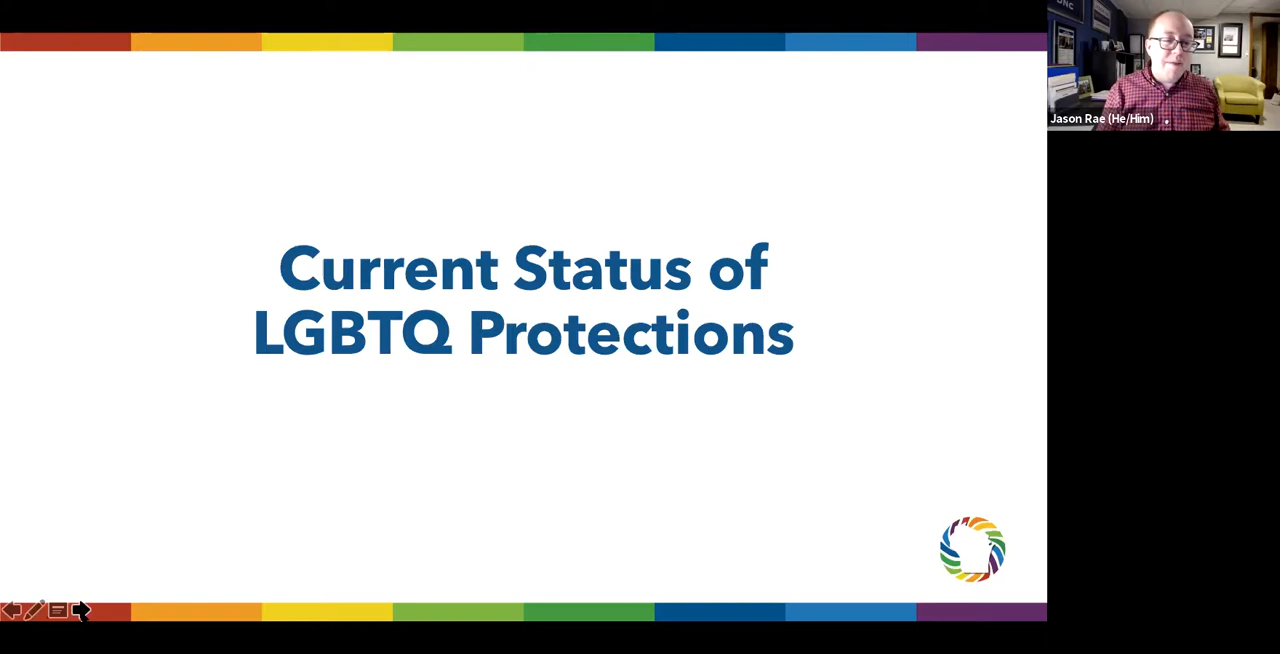 Current Status of
LGBTQ Protections
Jason Rae (He/Him)